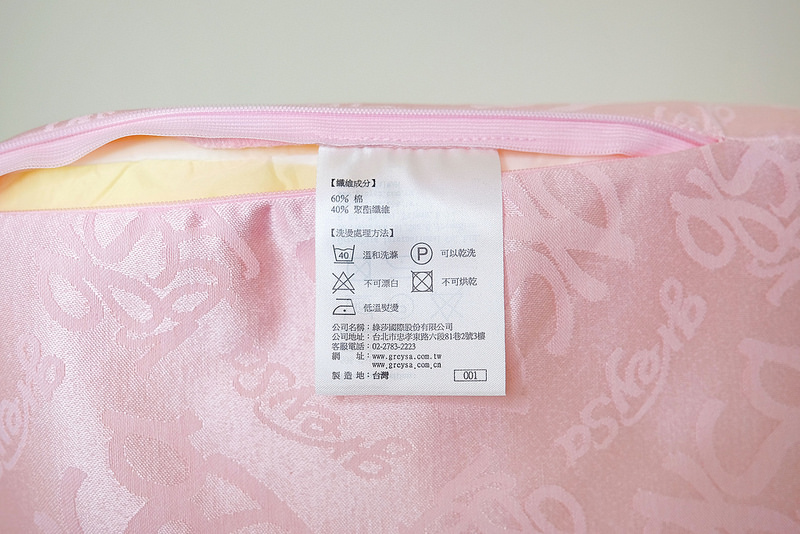 【纖維成分】
60% 棉
40% 聚酯纖維
【洗燙處理方法】
40 溫和洗滌 P 可以乾洗
不可漂白 不可烘乾
低溫熨燙
公司名稱：綠莎國際股份有限公司
公司地址：台北市忠孝東路六段81巷2號3樓
客服電話：02-2783-2223
網 址：www.greysa.com.tw
www.greysa.com.cn
製 造 地：台灣
001
greysa
greysa
greysa